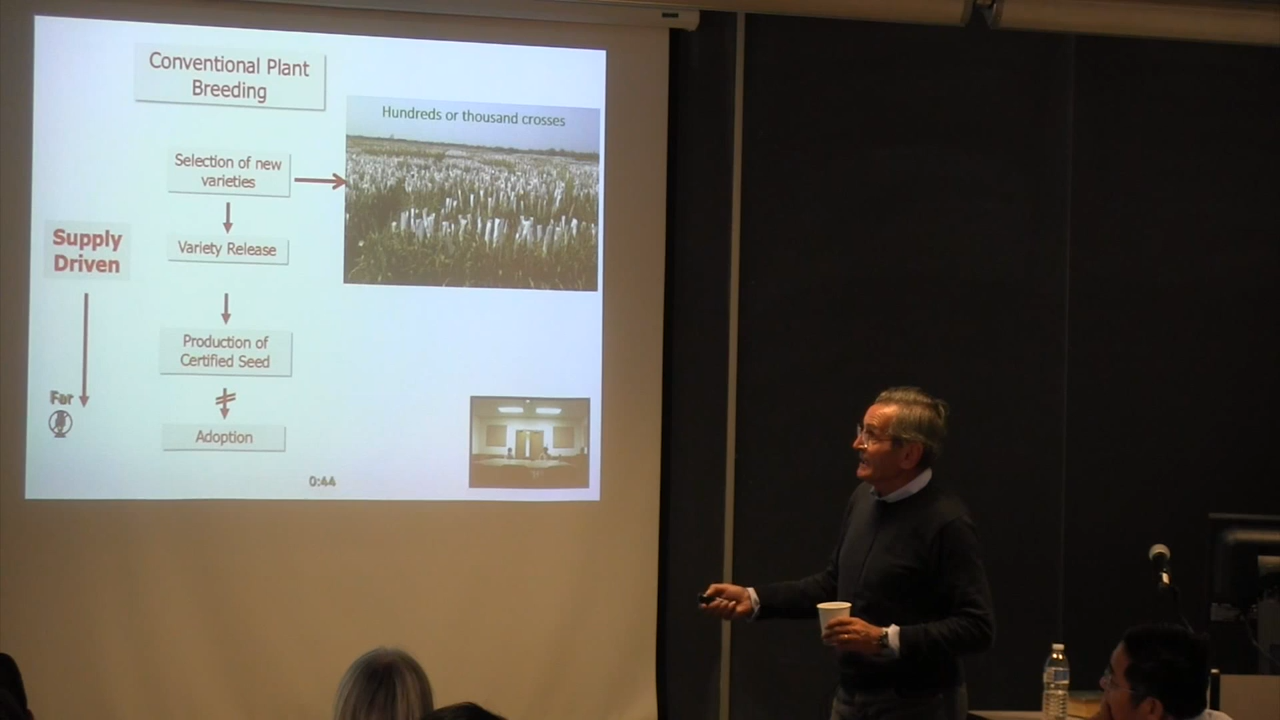 Conventional Plant
Breeding
Hundreds or thousand crosses
Selection of new
varieties
Variety Release
Supply
Driven
Production of
Certified Seed
Adoption
0:44